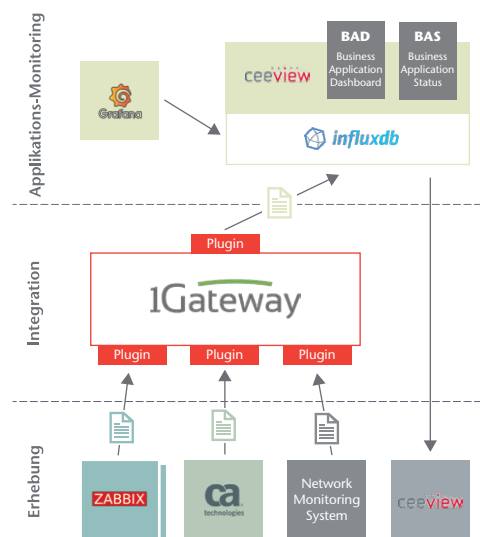 Applikations-Monitoring
Grafana
ceeview
BAD
Business
Application
Dashboard
BAS
Business
Application
Status
influxdb
Integration
Plugin
1Gateway
Plugin
Plugin
Plugin
Erhebung
ZABBIX
ca
technologies
Network
Monitoring
System
ceeview